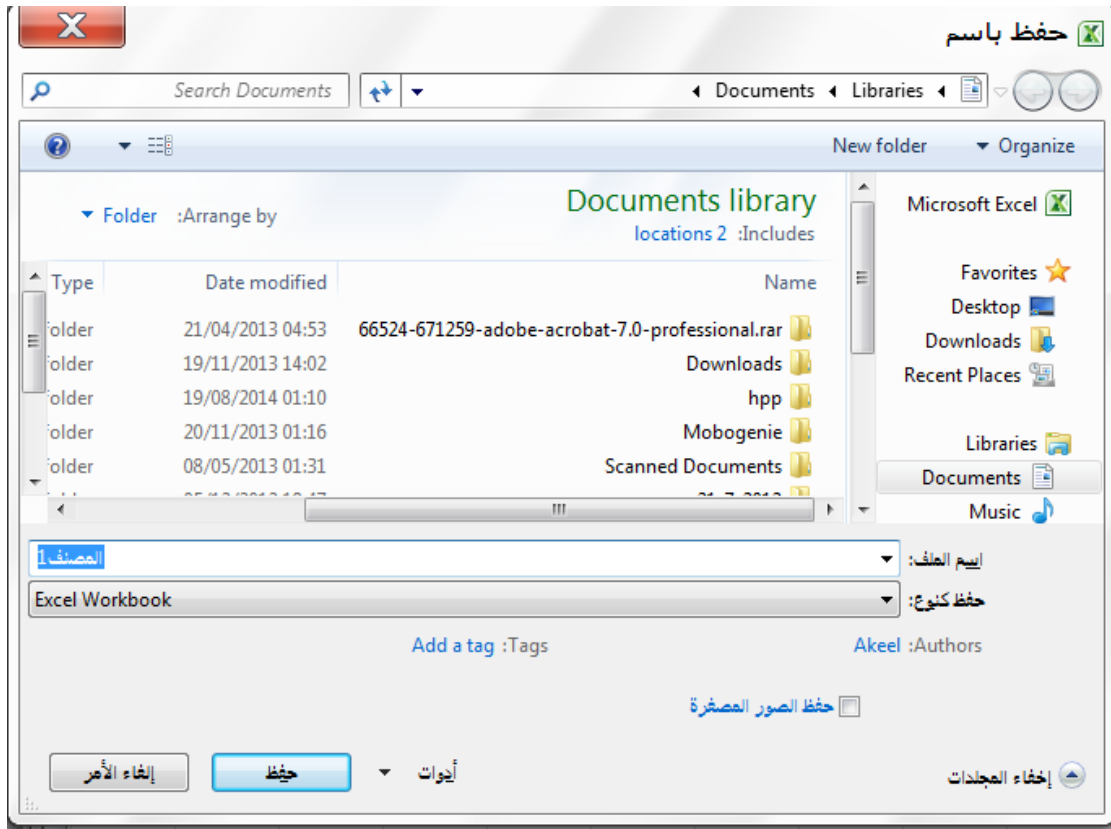 حفظ باسم
Libraries Documents Search Documents
Organize New folder
Microsoft Excel
Favorites
Desktop
Downloads
Recent Places
Libraries
Documents
Music
Documents library
Includes: 2 locations
Arrange by: Folder
Name Date modified Type
66524-671259-adobe-acrobat-7.0-professional.rar 21/04/2013 04:53 folder
Downloads 19/11/2013 14:02 folder
hpp 19/08/2014 01:10 folder
Mobogenie 20/11/2013 01:16 folder
Scanned Documents 08/05/2013 01:31 folder
اسم الملف: المصنف1
حفظ كنوع: Excel Workbook
Authors: Akeel Tags: Add a tag
حفظ الصور المصغرة
إخفاء المجلدات أدوات حفظ إلغاء الأمر